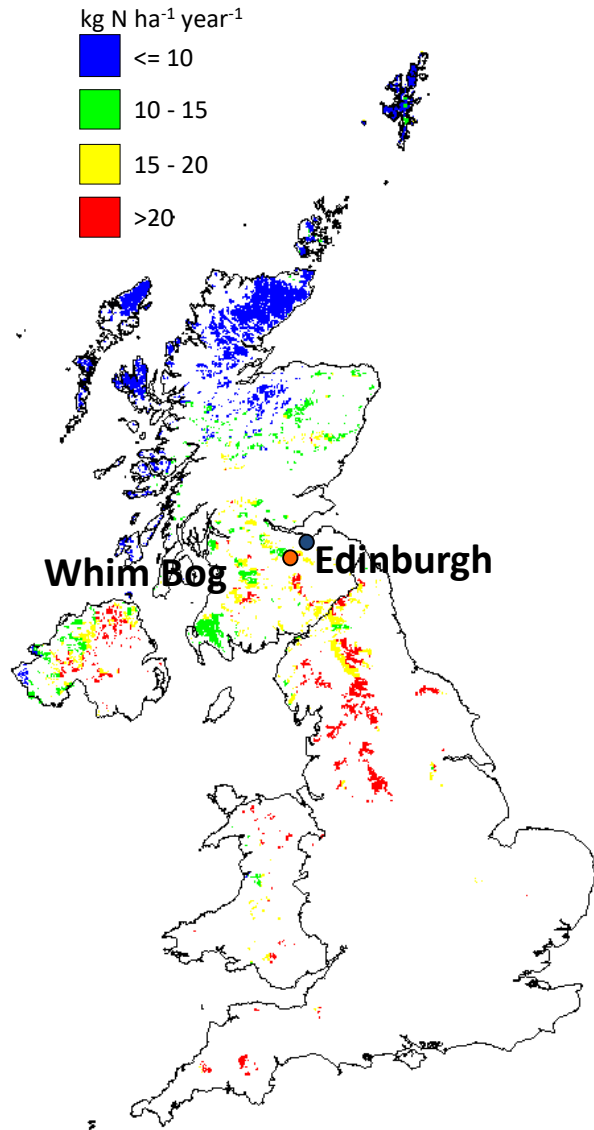 kg N ha⁻¹ year⁻¹
<= 10
10 - 15
15 - 20
>20
Edinburgh
Whim Bog